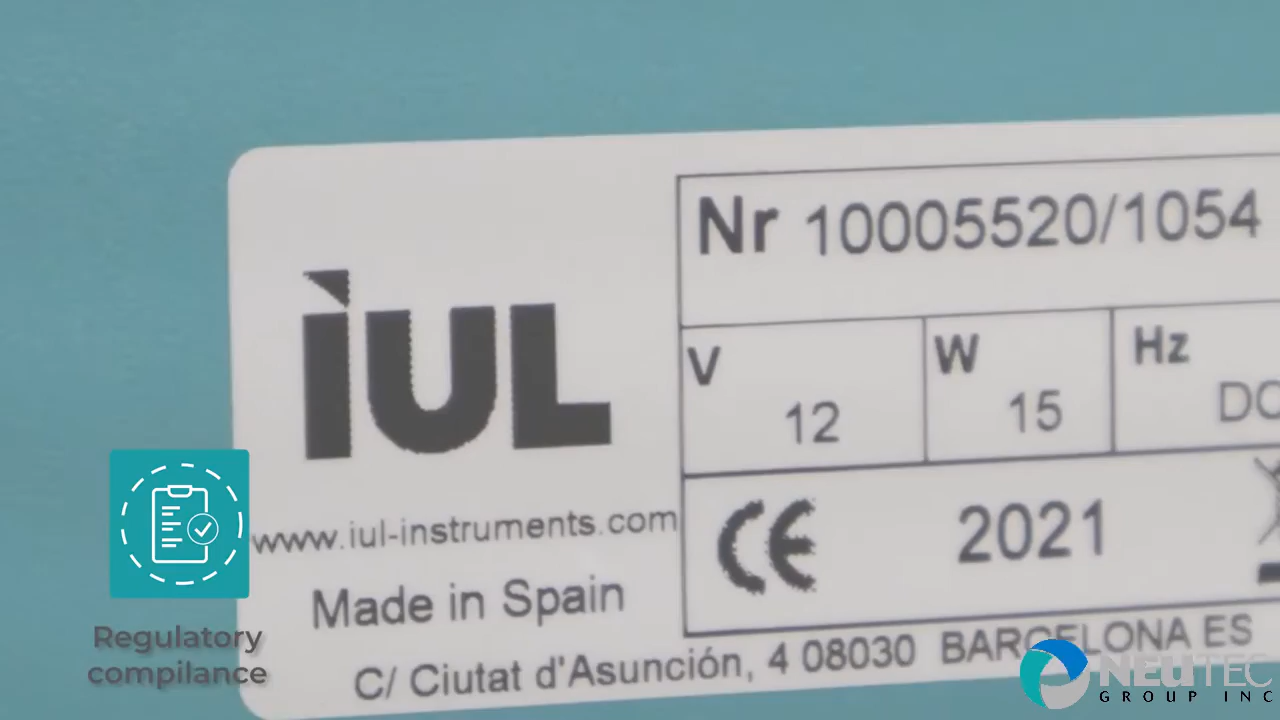 Nr 10005520/1054
iUL
V
W
Hz
12
15
DC
CE 2021
www.iul-instruments.com
Made in Spain
C/ Ciutat d'Asunción, 4 08030 BARCELONA ES
Regulatory
compilance
NEUTEC
GROUP INC